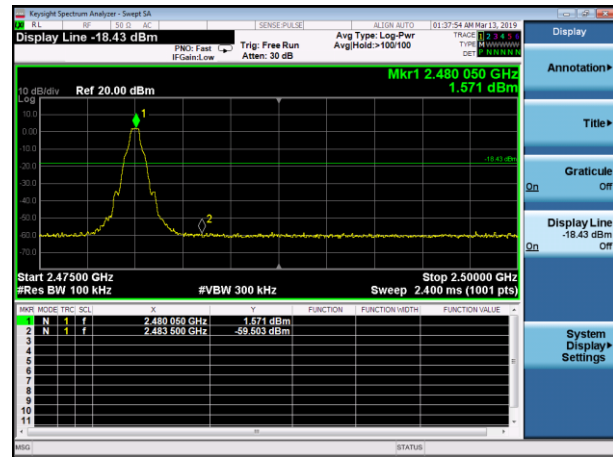 Keysight Spectrum Analyzer - Swept SA
RL RF 50 Ω AC SENSE:PULSE ALIGN AUTO 01:37:54 AM Mar 13, 2019
Display Line -18.43 dBm
PNO: Fast
IFGain:Low
Trig: Free Run
Atten: 30 dB
Avg Type: Log-Pwr
Avg|Hold:>100/100
TRACE 1 2 3 4 5 6
TYPE M WWWWW
DET P NNNNN
Mkr1 2.480 050 GHz
1.571 dBm
10 dB/div Ref 20.00 dBm
Log
10.0
0.00
-10.0
-20.0
-30.0
-40.0
-50.0
-60.0
-70.0
1
-18.43 dBm
2
Start 2.47500 GHz Stop 2.50000 GHz
#Res BW 100 kHz #VBW 300 kHz Sweep 2.400 ms (1001 pts)
MKR MODE TRC SCL X Y FUNCTION FUNCTION WIDTH FUNCTION VALUE
1 N 1 f 2.480 050 GHz 1.571 dBm
2 N 1 f 2.483 500 GHz -59.503 dBm
3
4
5
6
7
8
9
10
11
MSG STATUS
Display
Annotation
Title
Graticule
On Off
Display Line
-18.43 dBm
On Off
System
Display
Settings